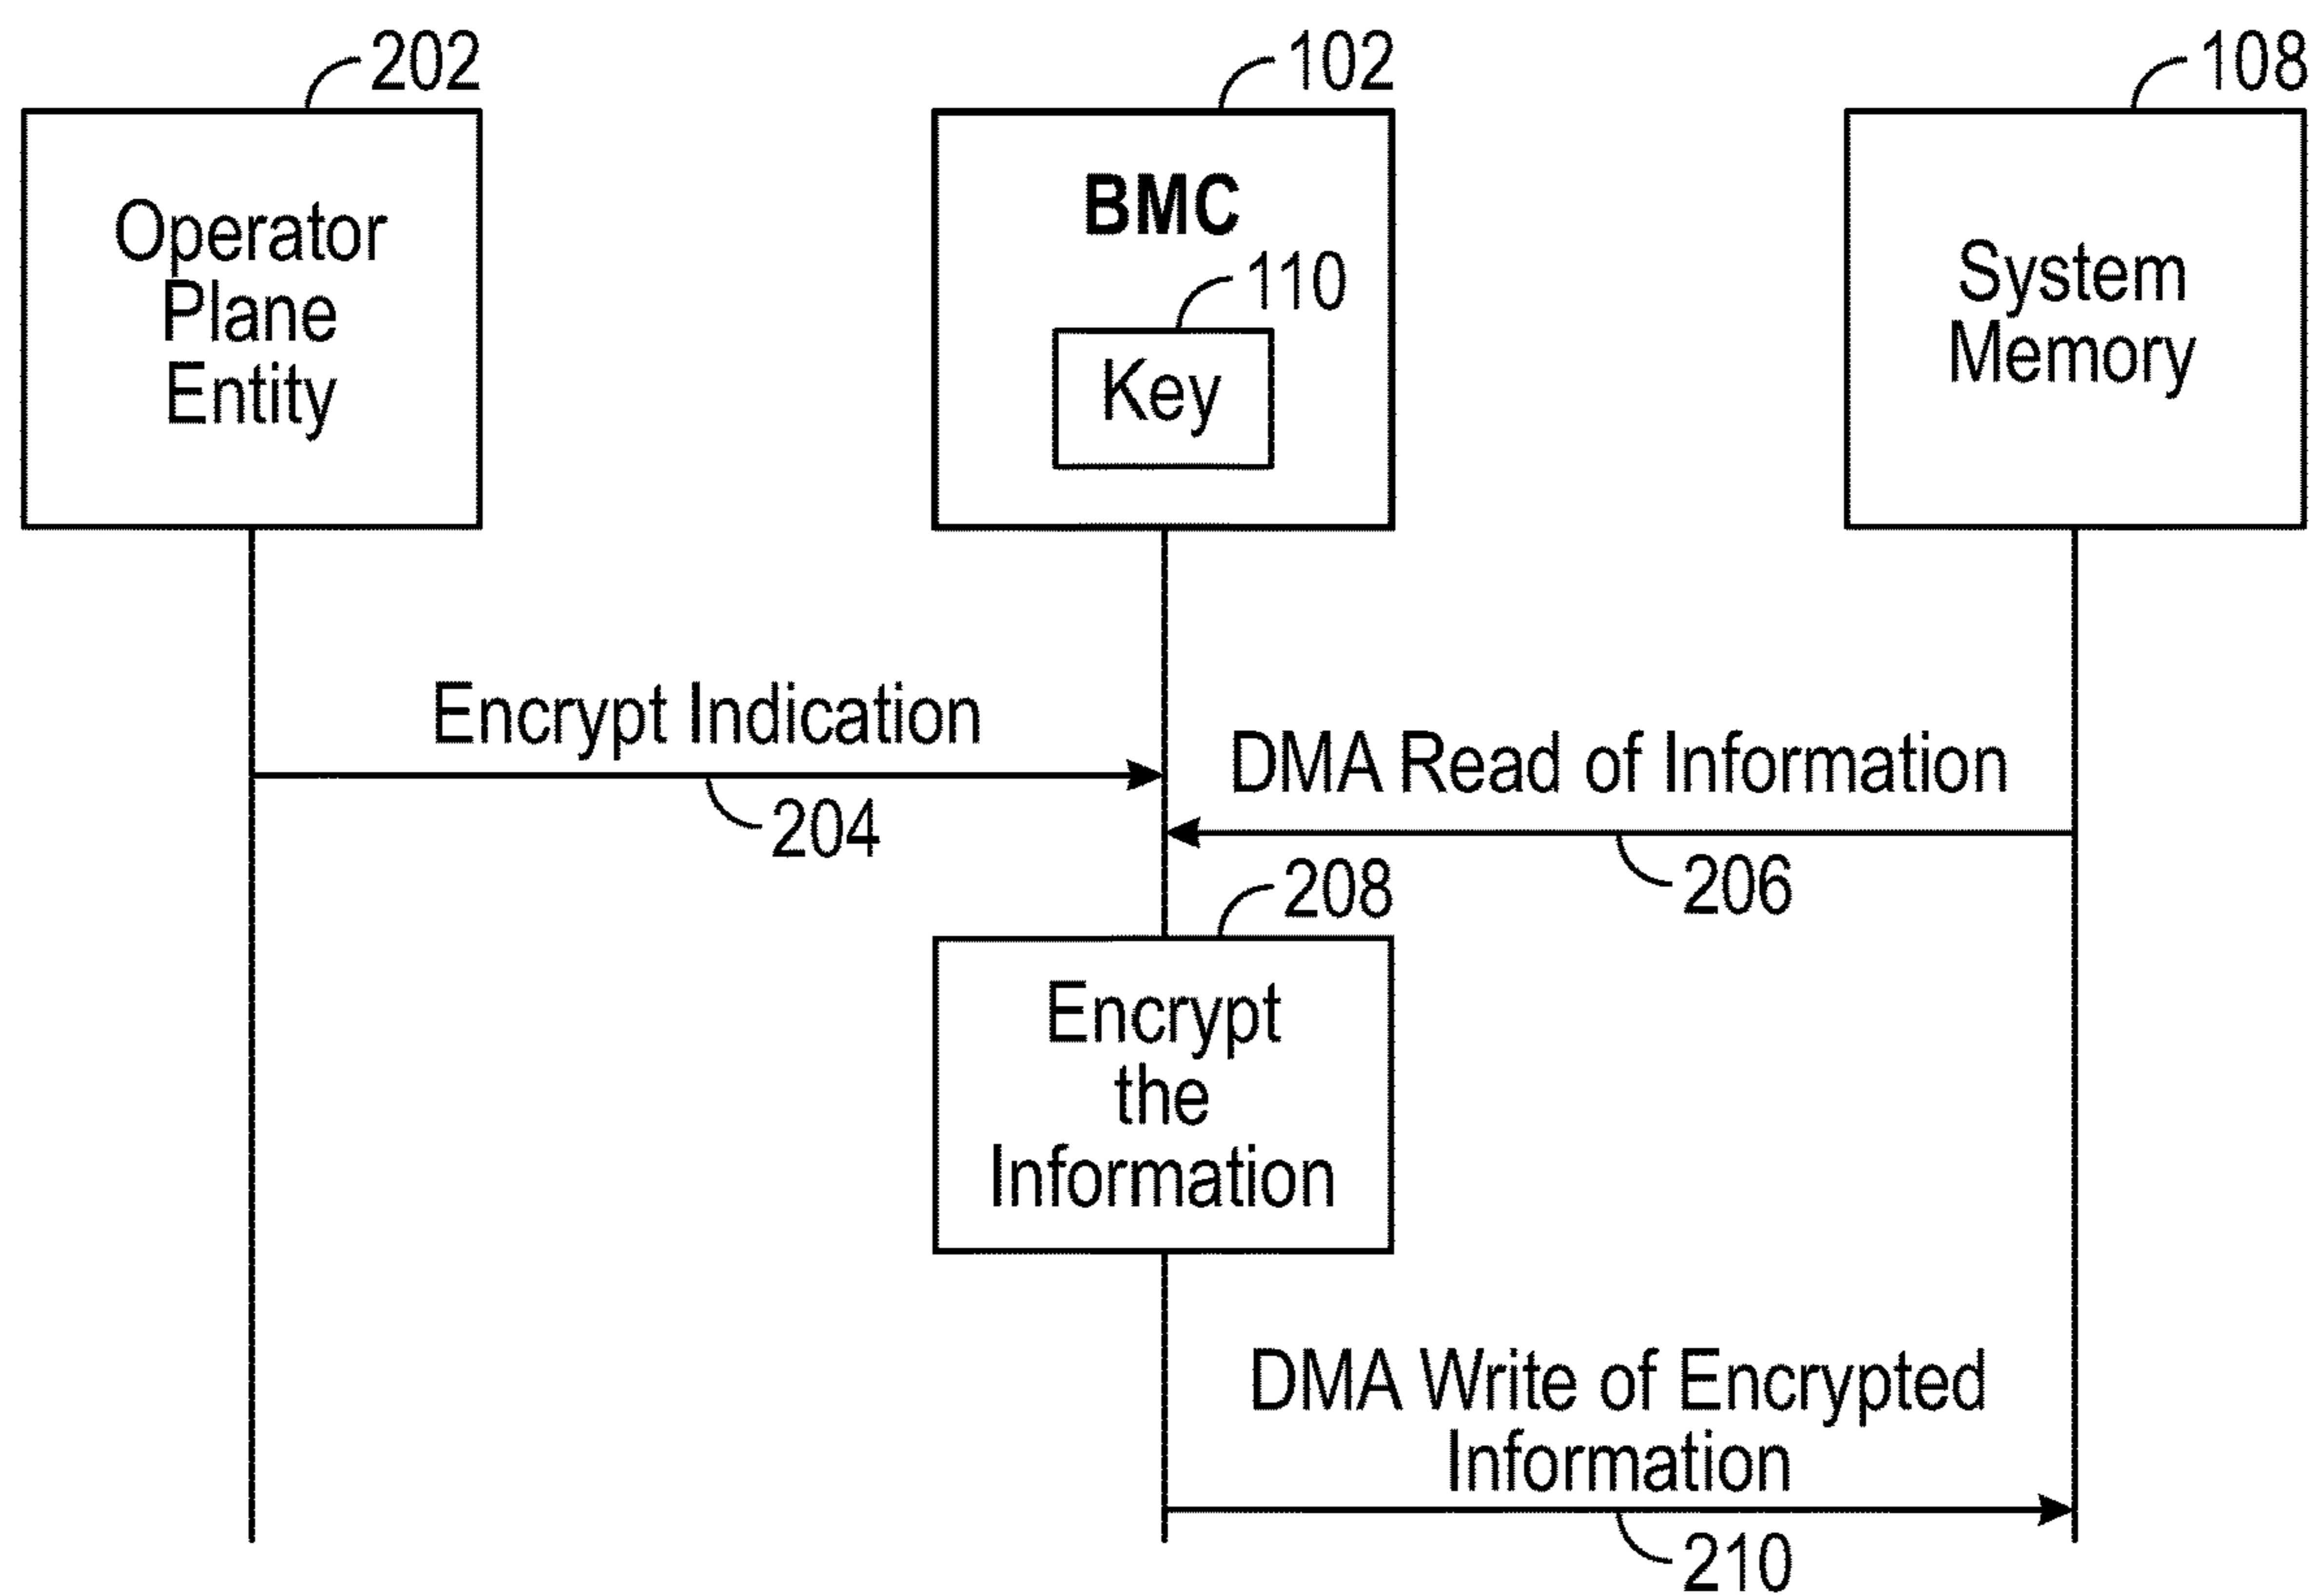 202
102
108
Operator
Plane
Entity
BMC
110
Key
System
Memory
Encrypt Indication
204
DMA Read of Information
206
208
Encrypt
the
Information
DMA Write of Encrypted
Information
210